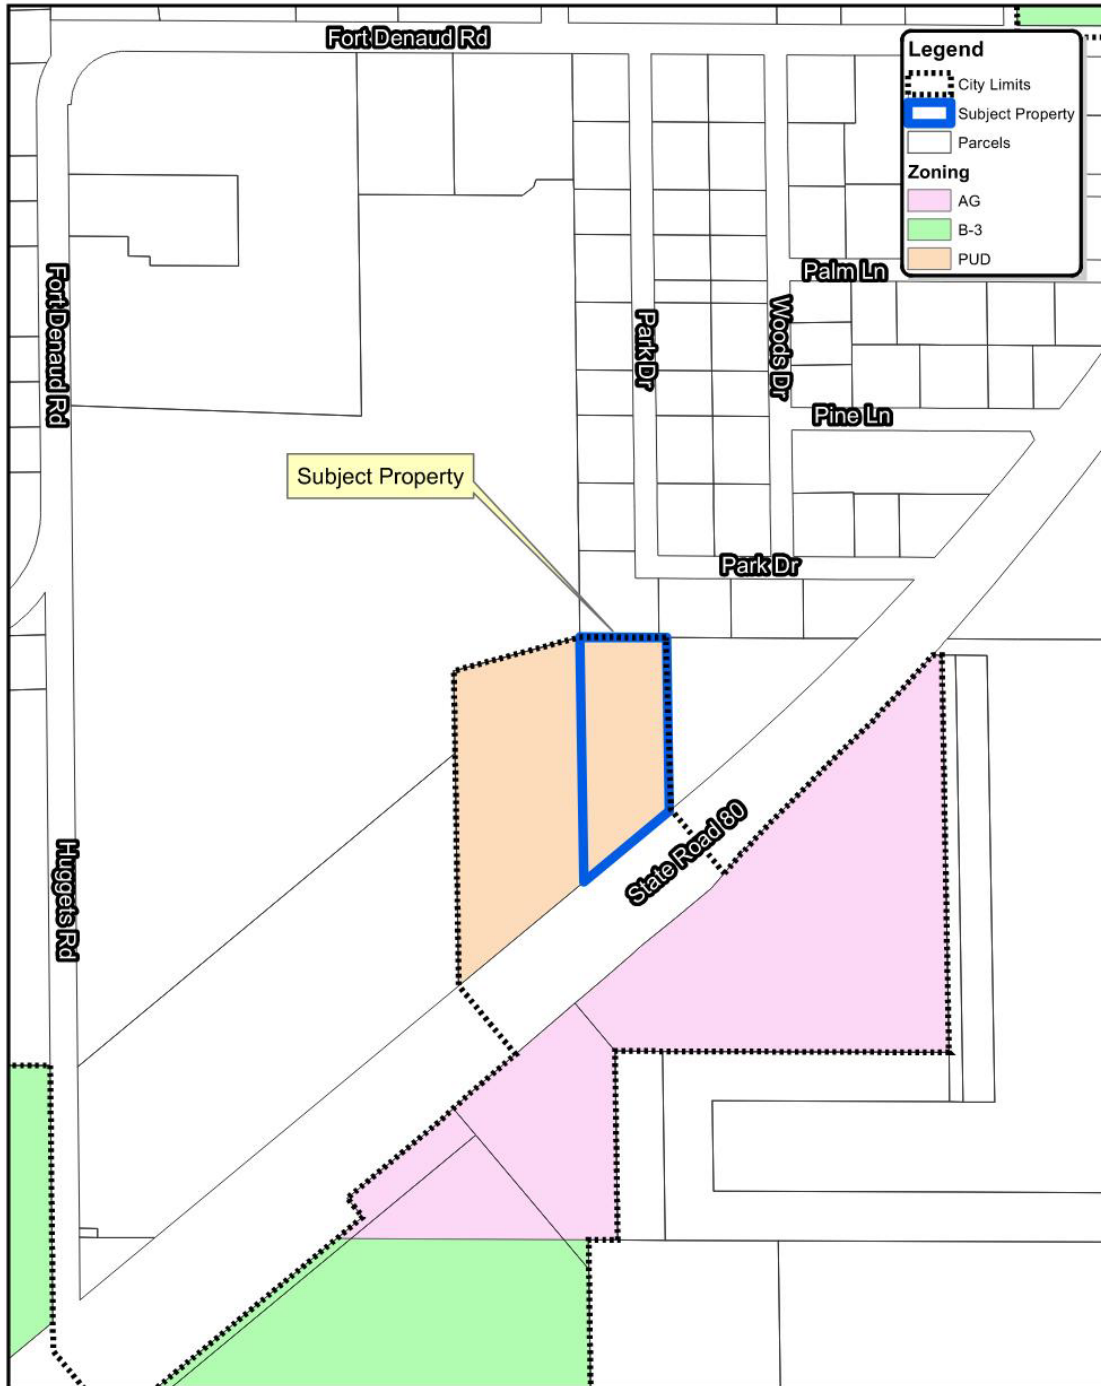 Fort Denaud Rd
Legend
City Limits
Subject Property
Parcels
Zoning
AG
B-3
PUD
Palm Ln
Fort Denaud Rd
Park Dr
Woods Dr
Pine Ln
Subject Property
Park Dr
State Road 80
Huggets Rd